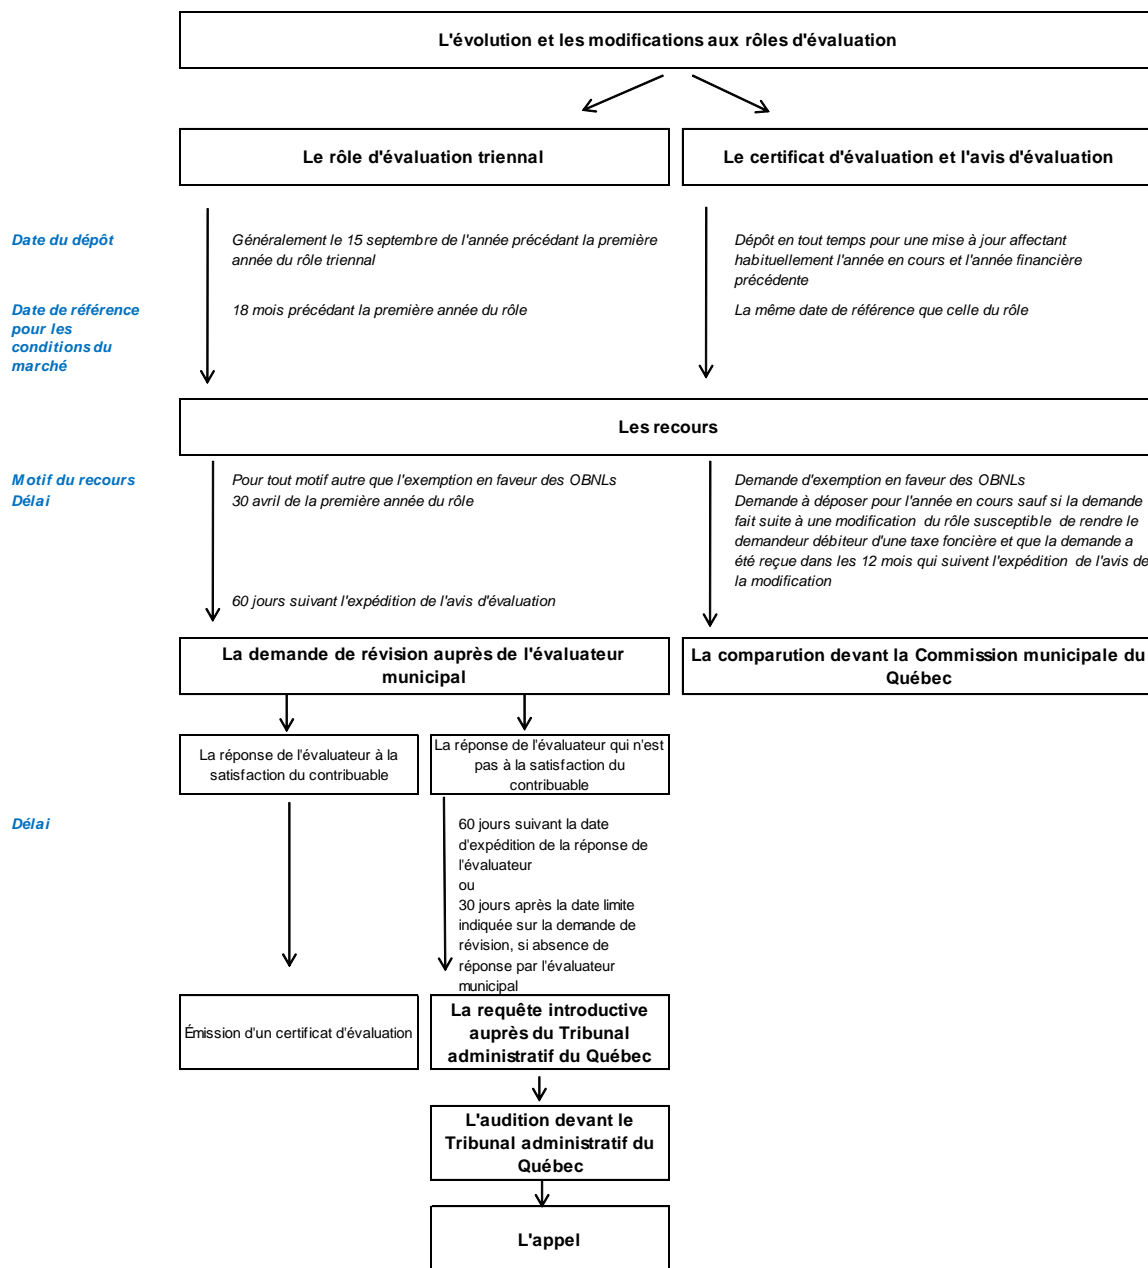 L'évolution et les modifications aux rôles d'évaluation
Le rôle d'évaluation triennal
Le certificat d'évaluation et l'avis d'évaluation
Date du dépôt
Généralement le 15 septembre de l'année précédant la première
année du rôle triennal
Dépôt en tout temps pour une mise à jour affectant
habituellement l'année en cours et l'année financière
précédente
Date de référence
pour les
conditions du
marché
18 mois précédant la première année du rôle
La même date de référence que celle du rôle
Les recours
Motif du recours
Délai
Pour tout motif autre que l'exemption en faveur des OBNLs
30 avril de la première année du rôle
60 jours suivant l'expédition de l'avis d'évaluation
Demande d'exemption en faveur des OBNLs
Demande à déposer pour l'année en cours sauf si la demande
fait suite à une modification du rôle susceptible de rendre le
demandeur débiteur d'une taxe foncière et que la demande a
été reçue dans les 12 mois qui suivent l'expédition de l'avis de
la modification
La demande de révision auprès de l'évaluateur
municipal
La comparution devant la Commission municipale du
Québec
La réponse de l'évaluateur à la
satisfaction du contribuable
La réponse de l'évaluateur qui n'est
pas à la satisfaction du
contribuable
Délai
60 jours suivant la date
d'expédition de la réponse de
l'évaluateur
ou
30 jours après la date limite
indiquée sur la demande de
révision, si absence de
réponse par l'évaluateur
municipal
Émission d'un certificat d'évaluation
La requête introductive
auprès du Tribunal
administratif du Québec
L'audition devant le
Tribunal administratif du
Québec
L'appel